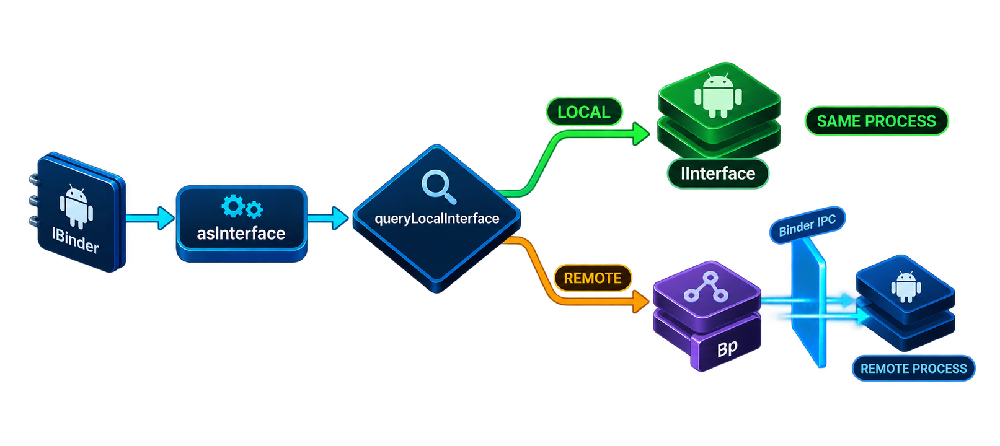 IBinder
asInterface
queryLocalInterface
LOCAL
IInterface
SAME PROCESS
REMOTE
Bp
Binder IPC
REMOTE PROCESS